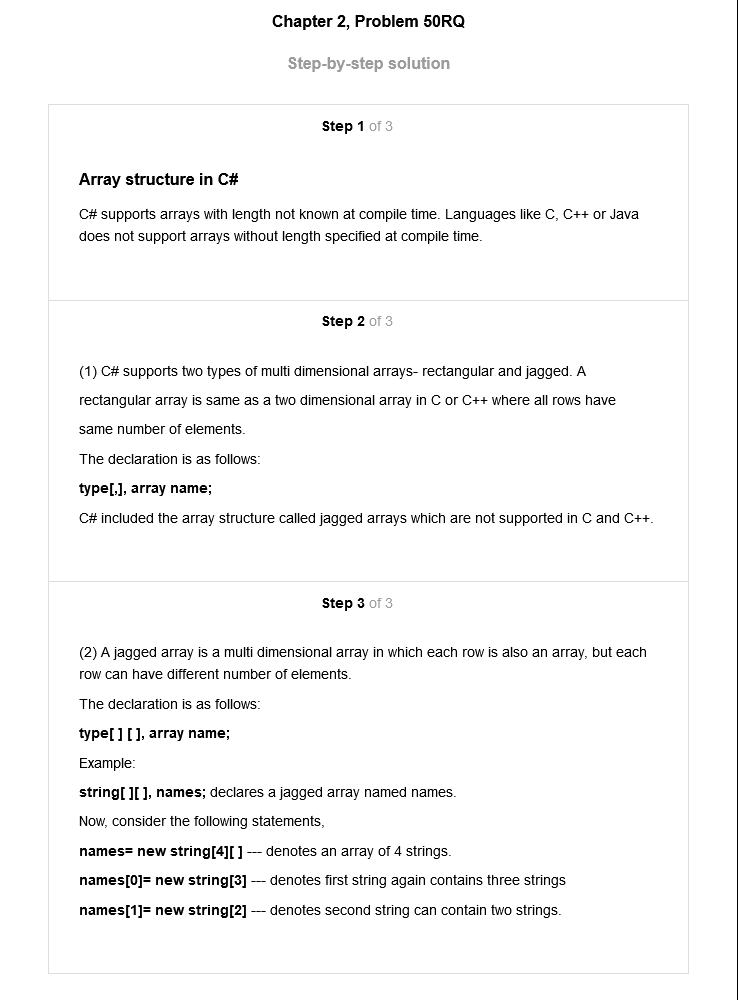 Chapter 2, Problem 50RQ
Step-by-step solution
Step 1 of 3
Array structure in C#
C# supports arrays with length not known at compile time. Languages like C, C++ or Java
does not support arrays without length specified at compile time.
Step 2 of 3
(1) C# supports two types of multi dimensional arrays- rectangular and jagged. A
rectangular array is same as a two dimensional array in C or C++ where all rows have
same number of elements.
The declaration is as follows:
type[,], array name;
C# included the array structure called jagged arrays which are not supported in C and C++.
Step 3 of 3
(2) A jagged array is a multi dimensional array in which each row is also an array, but each
row can have different number of elements.
The declaration is as follows:
type[ ] [ ], array name;
Example:
string[ ][ ], names; declares a jagged array named names.
Now, consider the following statements,
names= new string[4][ ] --- denotes an array of 4 strings.
names[0]= new string[3] --- denotes first string again contains three strings
names[1]= new string[2] --- denotes second string can contain two strings.